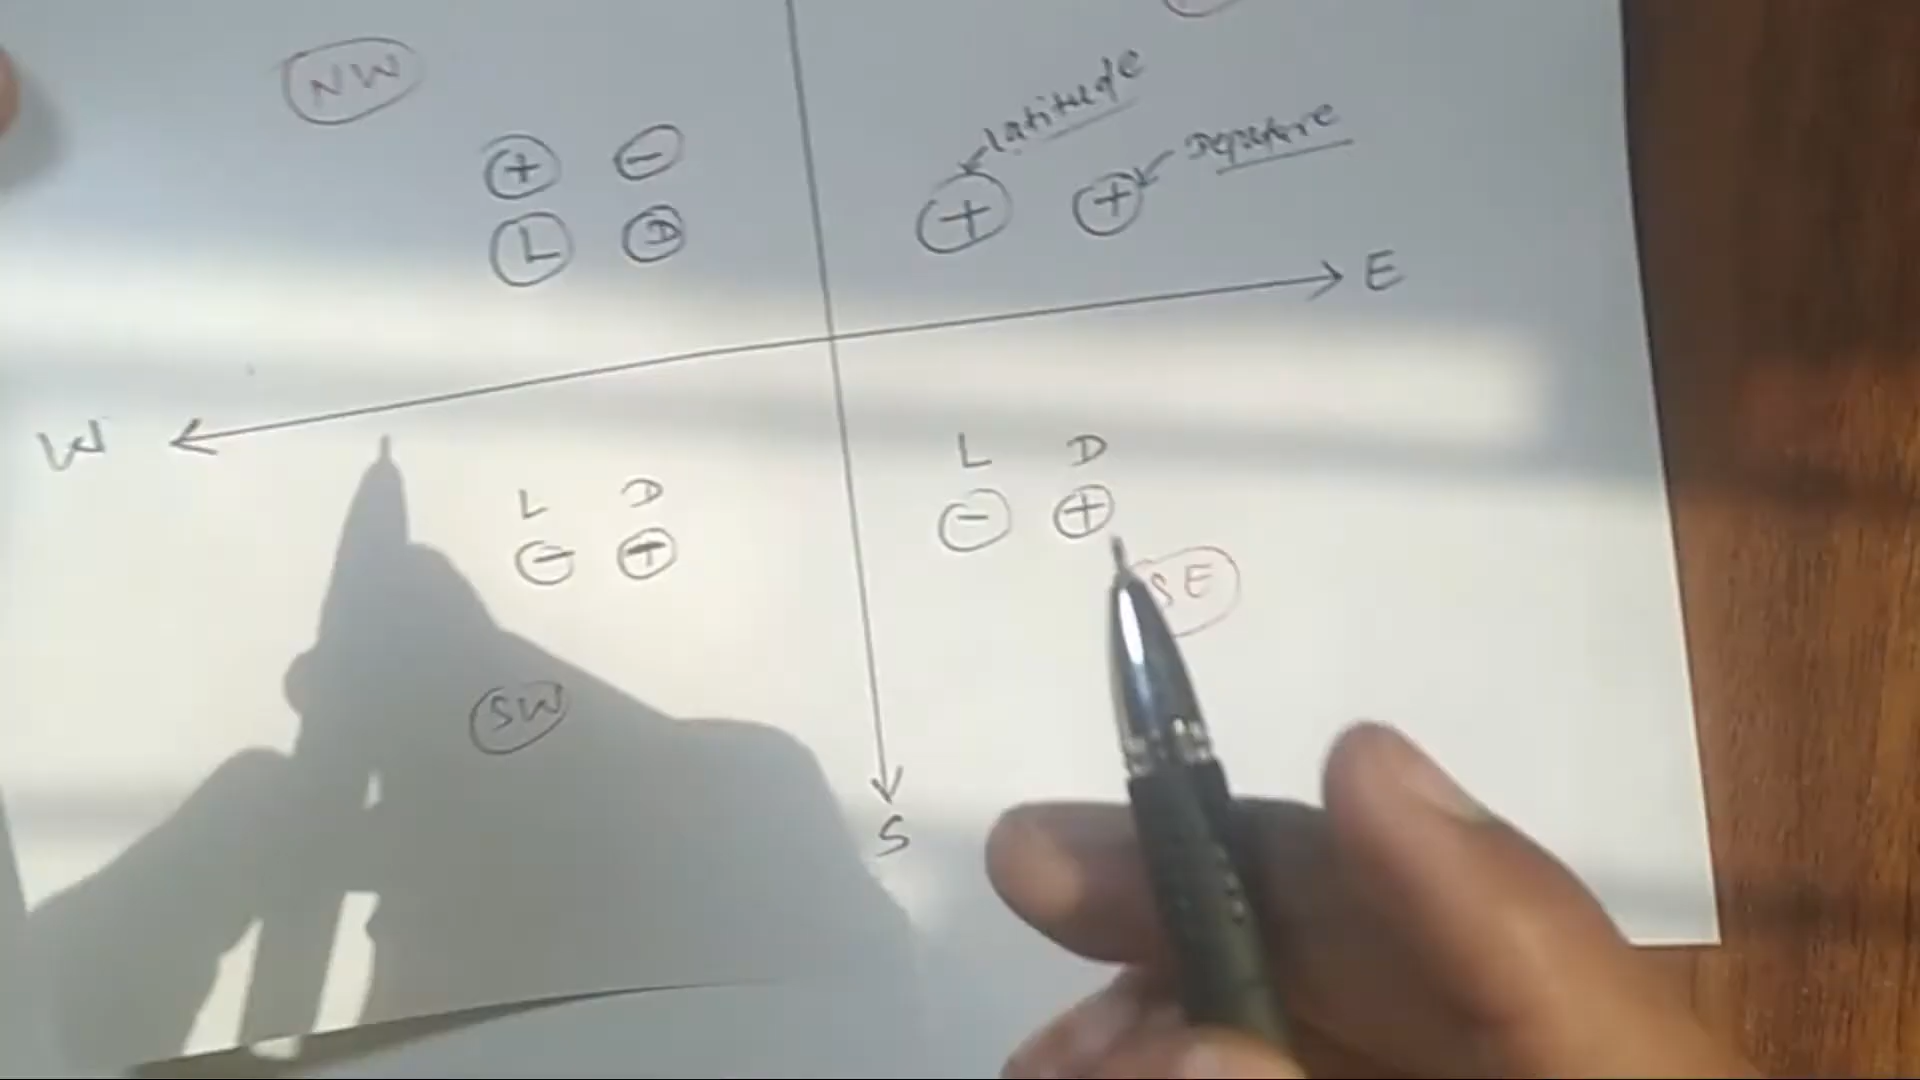 NW
Latitude
Departure
+ -
L D
+ +
E
W
L D
- +
L D
- +
SE
SW
S